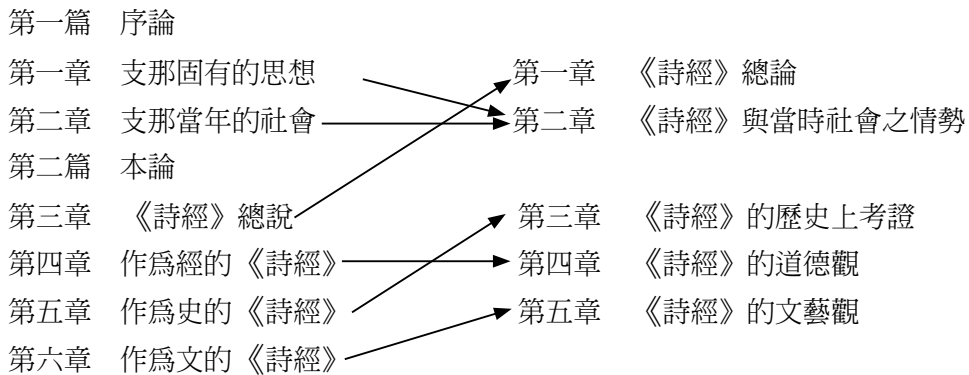 第一篇 序論
第一章 支那固有的思想 第一章 《詩經》總論
第二章 支那當年的社會 第二章 《詩經》與當時社會之情勢
第二篇 本論
第三章 《詩經》總說 第三章 《詩經》的歷史上考證
第四章 作爲經的《詩經》 第四章 《詩經》的道德觀
第五章 作爲史的《詩經》 第五章 《詩經》的文藝觀
第六章 作爲文的《詩經》